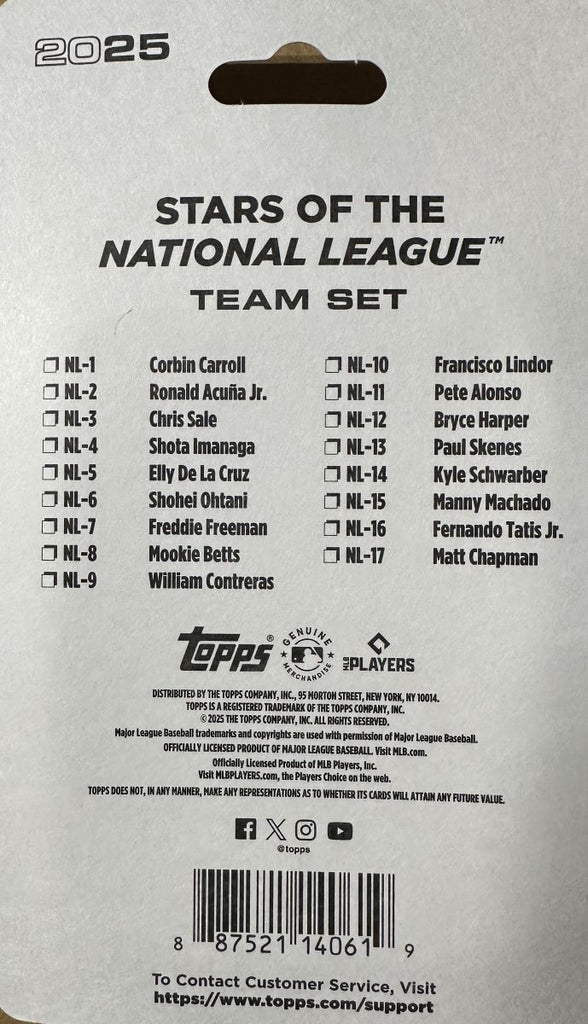 2025
STARS OF THE
NATIONAL LEAGUE™
TEAM SET
NL-1 Corbin Carroll
NL-2 Ronald Acuña Jr.
NL-3 Chris Sale
NL-4 Shota Imanaga
NL-5 Elly De La Cruz
NL-6 Shohei Ohtani
NL-7 Freddie Freeman
NL-8 Mookie Betts
NL-9 William Contreras
NL-10 Francisco Lindor
NL-11 Pete Alonso
NL-12 Bryce Harper
NL-13 Paul Skenes
NL-14 Kyle Schwarber
NL-15 Manny Machado
NL-16 Fernando Tatis Jr.
NL-17 Matt Chapman
topps®
GENUINE MERCHANDISE
MLB PLAYERS
DISTRIBUTED BY THE TOPPS COMPANY, INC., 95 MORTON STREET, NEW YORK, NY 10014.
TOPPS IS A REGISTERED TRADEMARK OF THE TOPPS COMPANY, INC.
© 2025 THE TOPPS COMPANY, INC. ALL RIGHTS RESERVED.
Major League Baseball trademarks and copyrights are used with permission of Major League Baseball.
OFFICIALLY LICENSED PRODUCT OF MAJOR LEAGUE BASEBALL. Visit MLB.com.
Officially Licensed Product of MLB Players, Inc.
Visit MLBPLAYERS.com, the Players Choice on the web.
TOPPS DOES NOT, IN ANY MANNER, MAKE ANY REPRESENTATIONS AS TO WHETHER ITS CARDS WILL ATTAIN ANY FUTURE VALUE.
@topps
8 87521 14061 9
To Contact Customer Service, Visit
https://www.topps.com/support